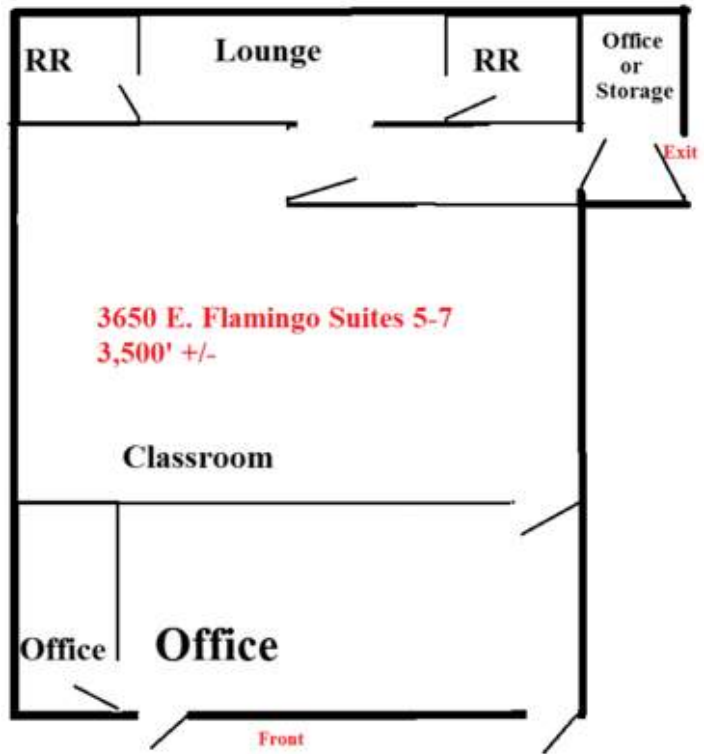 RR
Lounge
RR
Office
or
Storage
Exit
3650 E. Flamingo Suites 5-7
3,500' +/-
Classroom
Office
Office
Front